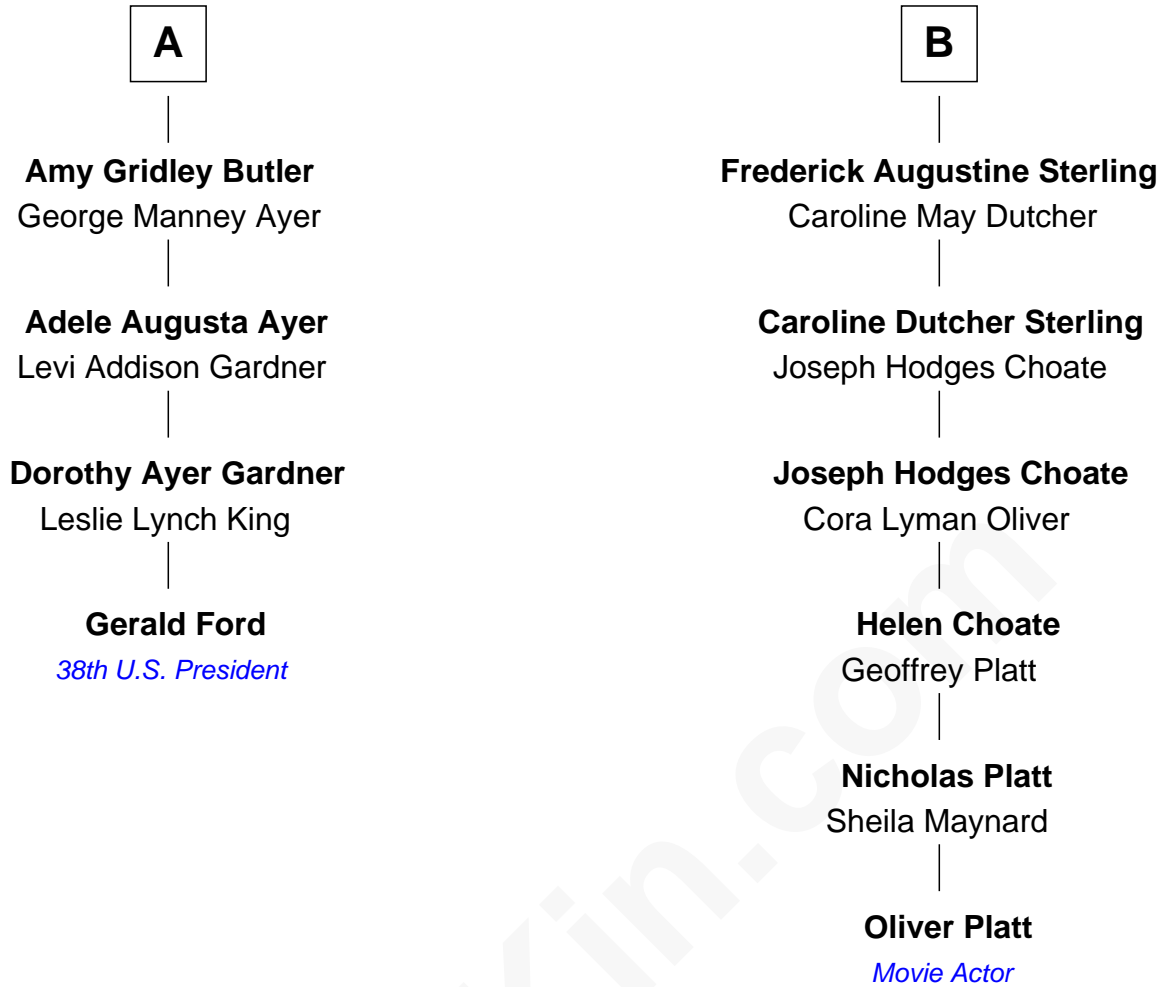 A
Amy Gridley Butler
George Manney Ayer
Adele Augusta Ayer
Levi Addison Gardner
Dorothy Ayer Gardner
Leslie Lynch King
Gerald Ford
38th U.S. President
B
Frederick Augustine Sterling
Caroline May Dutcher
Caroline Dutcher Sterling
Joseph Hodges Choate
Joseph Hodges Choate
Cora Lyman Oliver
Helen Choate
Geoffrey Platt
Nicholas Platt
Sheila Maynard
Oliver Platt
Movie Actor
Kin.com